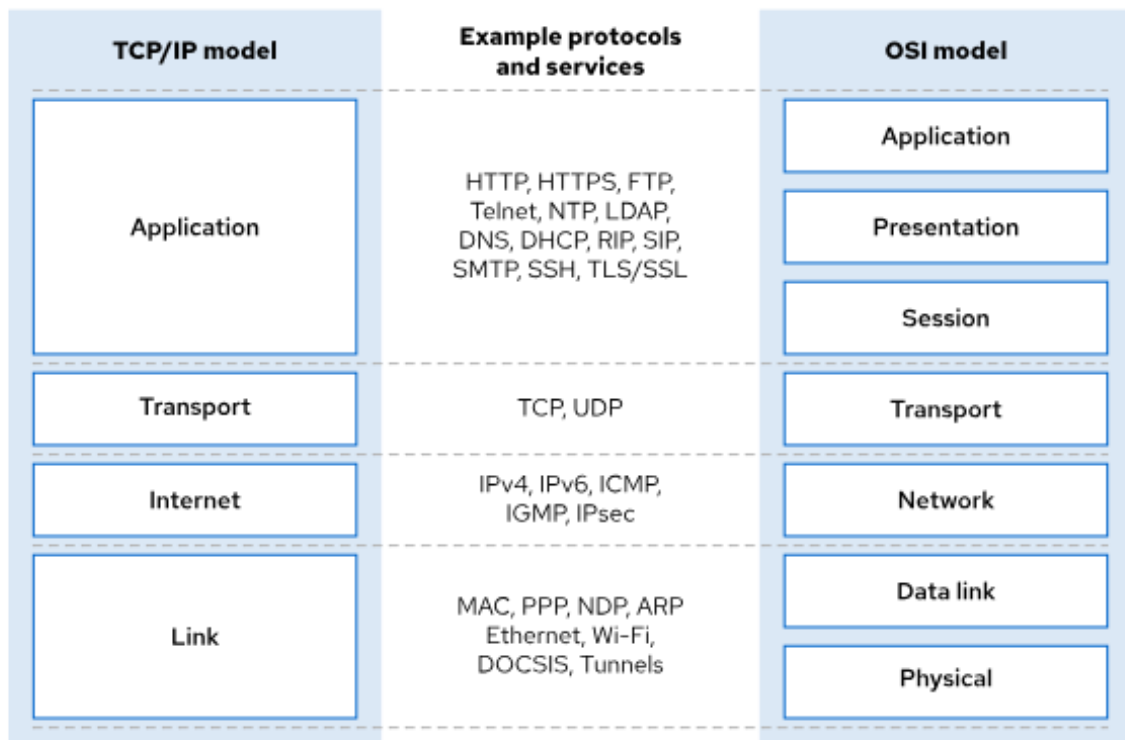 TCP/IP model
Example protocols
and services
OSI model
Application
HTTP, HTTPS, FTP,
Telnet, NTP, LDAP,
DNS, DHCP, RIP, SIP,
SMTP, SSH, TLS/SSL
Application
Presentation
Session
Transport
TCP, UDP
Transport
Internet
IPv4, IPv6, ICMP,
IGMP, IPsec
Network
Link
MAC, PPP, NDP, ARP
Ethernet, Wi-Fi,
DOCSIS, Tunnels
Data link
Physical